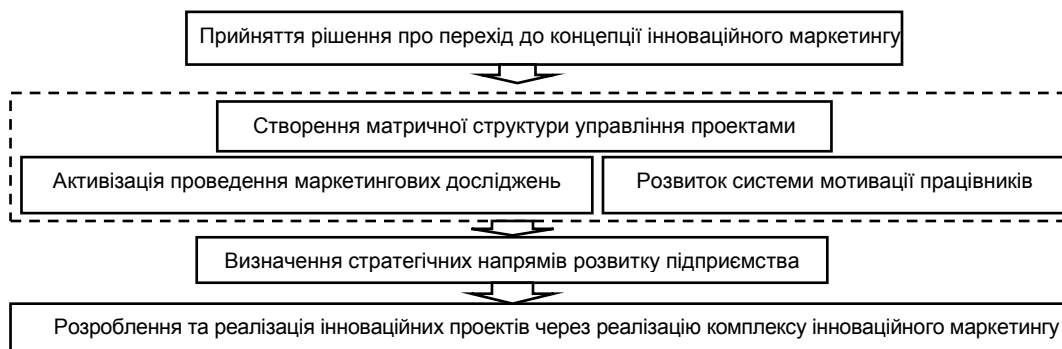 Прийняття рішення про перехід до концепції інноваційного маркетингу
Створення матричної структури управління проектами
Активізація проведення маркетингових досліджень
Розвиток системи мотивації працівників
Визначення стратегічних напрямів розвитку підприємства
Розроблення та реалізація інноваційних проектів через реалізацію комплексу інноваційного маркетингу